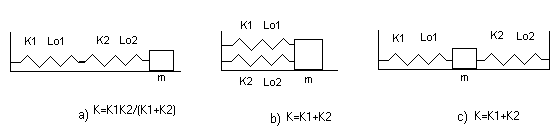 K1 Lo1 K2 Lo2
m
a) K=K1K2/(K1+K2)
K1 Lo1
K2 Lo2 m
b) K=K1+K2
K1 Lo1 K2 Lo2
m
c) K=K1+K2